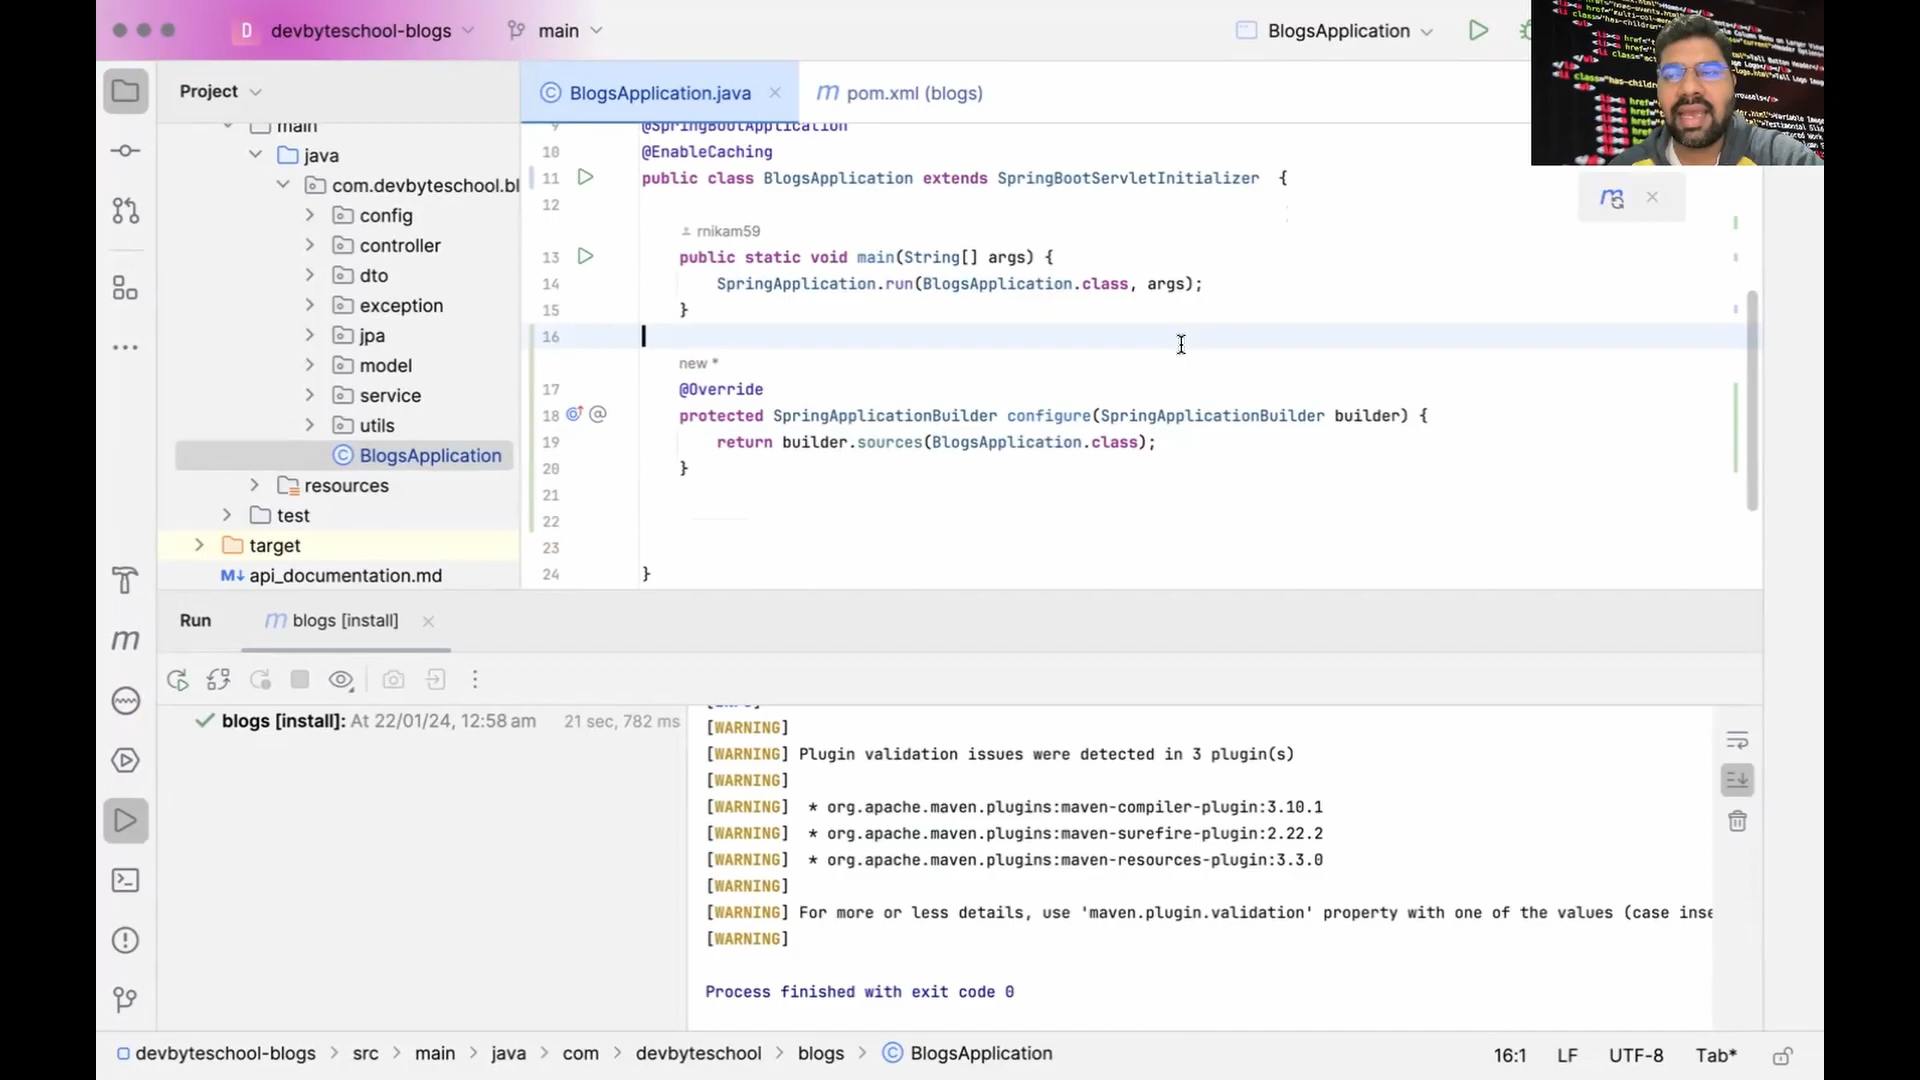 D devbyteschool-blogs main BlogsApplication
Project BlogsApplication.java pom.xml (blogs)
main
java
com.devbyteschool.bl
config
controller
dto
exception
jpa
model
service
utils
BlogsApplication
resources
test
target
M↓ api_documentation.md
9 @SpringBootApplication
10 @EnableCaching
11 public class BlogsApplication extends SpringBootServletInitializer {
12
rnikam59
13 public static void main(String[] args) {
14 SpringApplication.run(BlogsApplication.class, args);
15 }
16
new *
17 @Override
18 protected SpringApplicationBuilder configure(SpringApplicationBuilder builder) {
19 return builder.sources(BlogsApplication.class);
20 }
21
22
23
24 }
Run blogs [install]
blogs [install]: At 22/01/24, 12:58 am 21 sec, 782 ms
[WARNING]
[WARNING] Plugin validation issues were detected in 3 plugin(s)
[WARNING]
[WARNING] * org.apache.maven.plugins:maven-compiler-plugin:3.10.1
[WARNING] * org.apache.maven.plugins:maven-surefire-plugin:2.22.2
[WARNING] * org.apache.maven.plugins:maven-resources-plugin:3.3.0
[WARNING]
[WARNING] For more or less details, use 'maven.plugin.validation' property with one of the values (case inse
[WARNING]
Process finished with exit code 0
devbyteschool-blogs > src > main > java > com > devbyteschool > blogs > BlogsApplication 16:1 LF UTF-8 Tab*